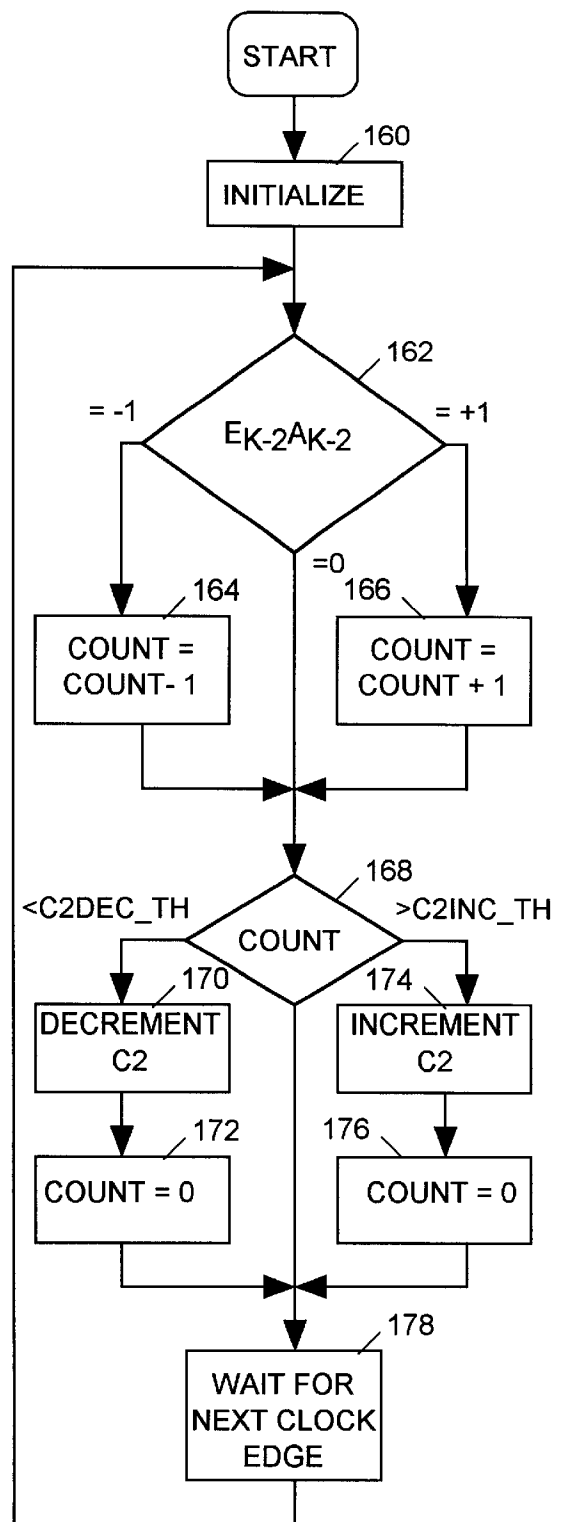 START
160
INITIALIZE
162
= -1
= +1
EK-2AK-2
=0
164
166
COUNT =
COUNT- 1
COUNT =
COUNT + 1
168
<C2DEC_TH
>C2INC_TH
COUNT
170
174
DECREMENT
C2
INCREMENT
C2
172
176
COUNT = 0
COUNT = 0
178
WAIT FOR
NEXT CLOCK
EDGE